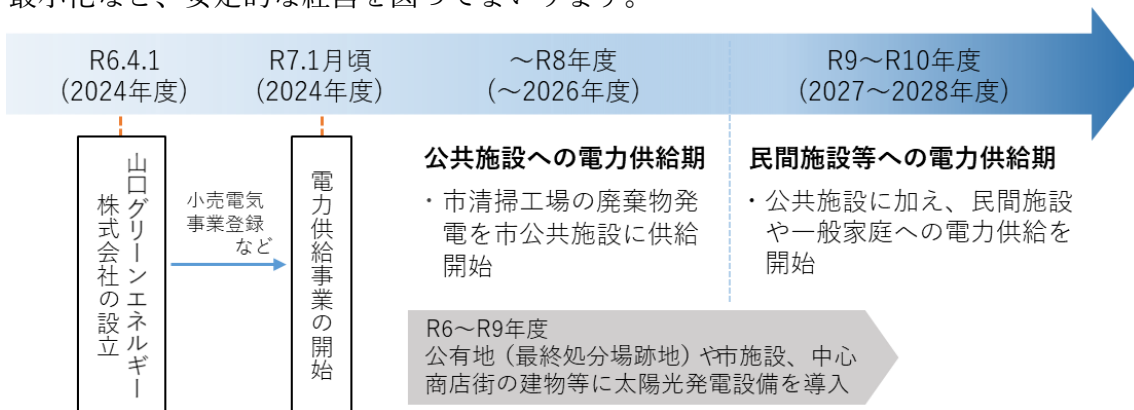 最小化など、安定的な経営を図ってまいります。
R6.4.1
(2024年度)
R7.1月頃
(2024年度)
～R8年度
(～2026年度)
R9～R10年度
(2027～2028年度)
山口グリーンエネルギー
株式会社の設立
小売電気
事業登録
など
電力供給事業の開始
公共施設への電力供給期
・市清掃工場の廃棄物発
電を市公共施設に供給
開始
民間施設等への電力供給期
・公共施設に加え、民間施設
や一般家庭への電力供給を
開始
R6～R9年度
公有地（最終処分場跡地）や市施設、中心
商店街の建物等に太陽光発電設備を導入